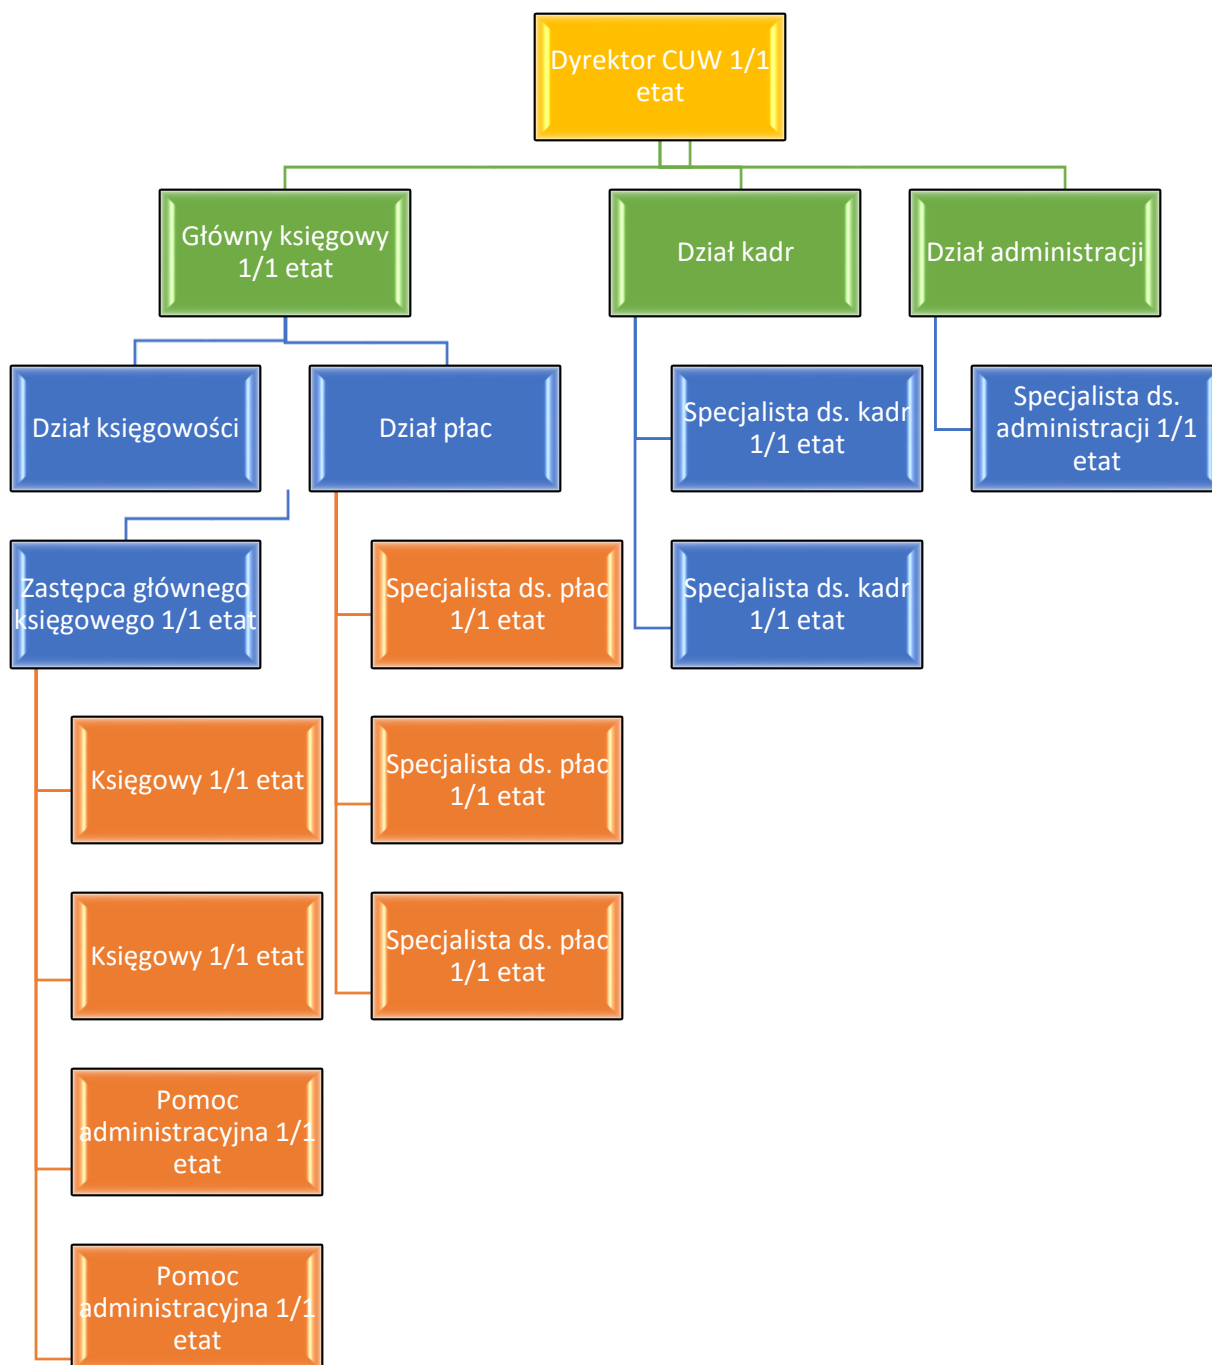 Dyrektor CUW 1/1
etat
Główny księgowy
1/1 etat
Dział kadr
Dział administracji
Dział księgowości
Dział płac
Specjalista ds. kadr
1/1 etat
Specjalista ds.
administracji 1/1
etat
Zastępca głównego
księgowego 1/1 etat
Specjalista ds. płac
1/1 etat
Specjalista ds. kadr
1/1 etat
Księgowy 1/1 etat
Specjalista ds. płac
1/1 etat
Księgowy 1/1 etat
Specjalista ds. płac
1/1 etat
Pomoc
administracyjna 1/1
etat
Pomoc
administracyjna 1/1
etat